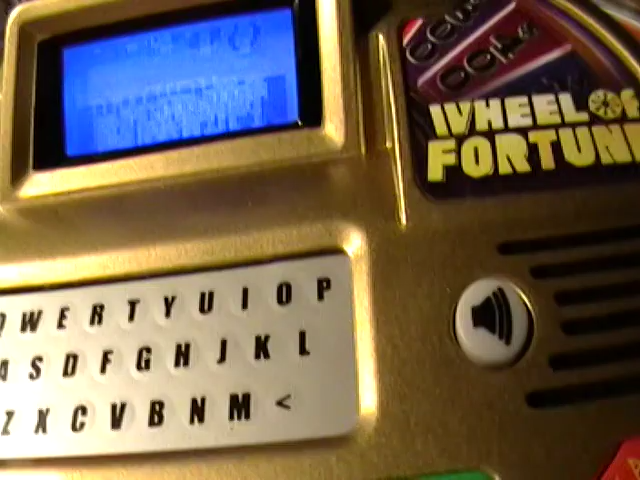 WHEEL OF
FORTUNE
Q W E R T Y U I O P
A S D F G H J K L
Z X C V B N M <